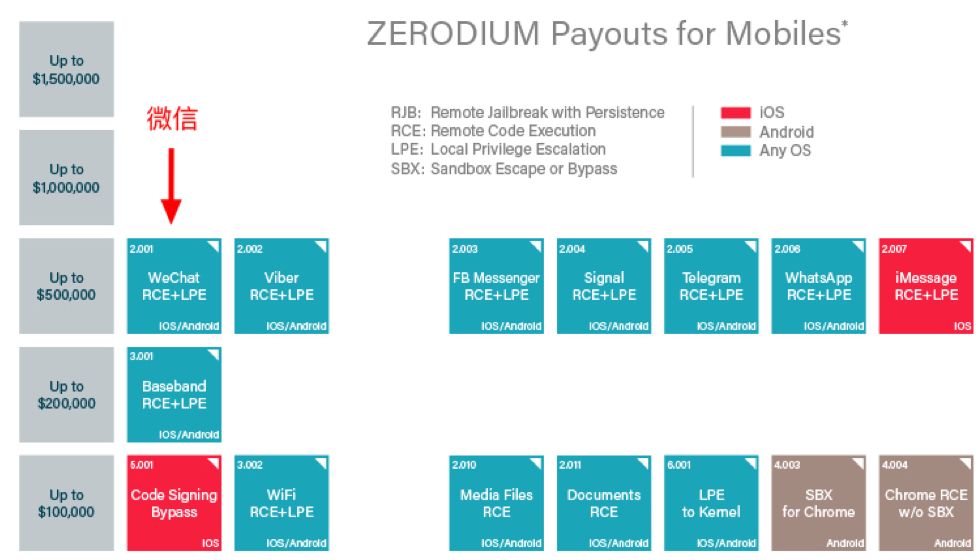 ZERODIUM Payouts for Mobiles*
Up to
$1,500,000
微信
RJB: Remote Jailbreak with Persistence
RCE: Remote Code Execution
LPE: Local Privilege Escalation
SBX: Sandbox Escape or Bypass
iOS
Android
Any OS
Up to
$1,000,000
Up to
$500,000
2.001
WeChat
RCE+LPE
iOS/Android
2.002
Viber
RCE+LPE
iOS/Android
2.003
FB Messenger
RCE+LPE
iOS/Android
2.004
Signal
RCE+LPE
iOS/Android
2.005
Telegram
RCE+LPE
iOS/Android
2.006
WhatsApp
RCE+LPE
iOS/Android
2.007
iMessage
RCE+LPE
iOS
Up to
$200,000
3.001
Baseband
RCE+LPE
iOS/Android
Up to
$100,000
5.001
Code Signing
Bypass
iOS
3.002
WiFi
RCE+LPE
iOS/Android
2.010
Media Files
RCE
iOS/Android
2.011
Documents
RCE
iOS/Android
6.001
LPE
to Kernel
iOS/Android
4.003
SBX
for Chrome
Android
4.004
Chrome RCE
w/o SBX
Android